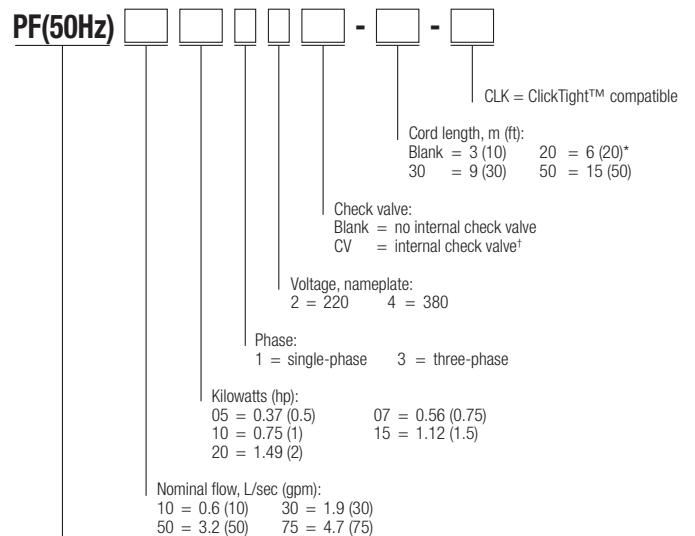 PF(50Hz) - -
CLK = ClickTight™ compatible
Cord length, m (ft):
Blank = 3 (10) 20 = 6 (20)*
30 = 9 (30) 50 = 15 (50)
Check valve:
Blank = no internal check valve
CV = internal check valve†
Voltage, nameplate:
2 = 220 4 = 380
Phase:
1 = single-phase 3 = three-phase
Kilowatts (hp):
05 = 0.37 (0.5) 07 = 0.56 (0.75)
10 = 0.75 (1) 15 = 1.12 (1.5)
20 = 1.49 (2)
Nominal flow, L/sec (gpm):
10 = 0.6 (10) 30 = 1.9 (30)
50 = 3.2 (50) 75 = 4.7 (75)